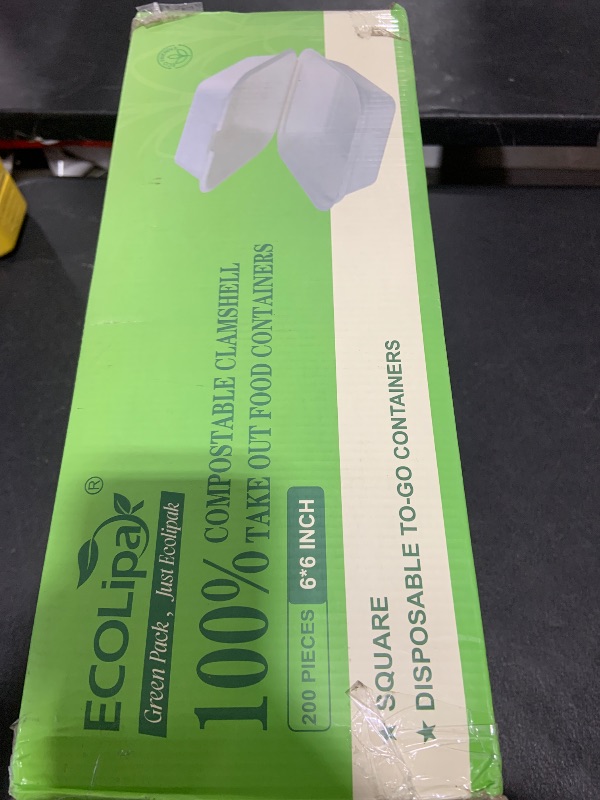 ECOLipak®
Green Pack , Just Ecolipak
100% COMPOSTABLE CLAMSHELL
TAKE OUT FOOD CONTAINERS
200 PIECES 6*6 INCH
★ SQUARE
★ DISPOSABLE TO-GO CONTAINERS